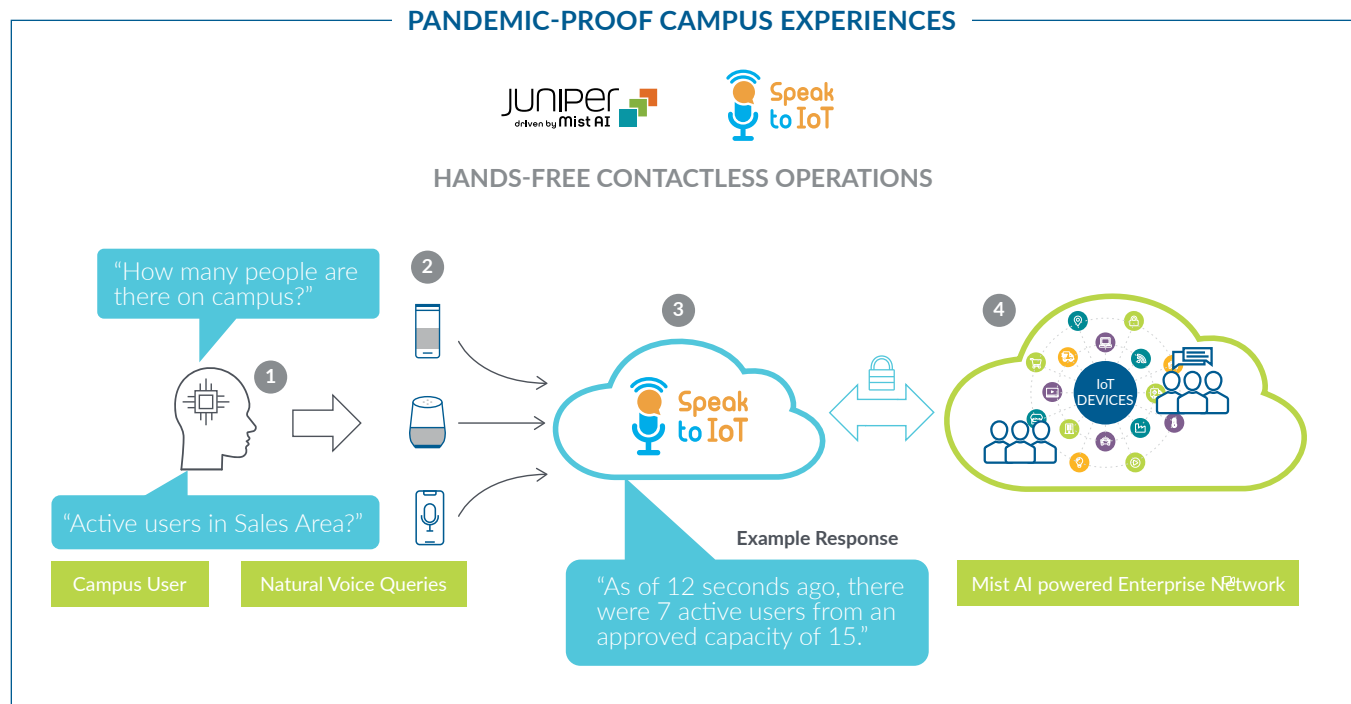 PANDEMIC-PROOF CAMPUS EXPERIENCES
JUNIPER
driven by Mist AI
Speak
to IoT
HANDS-FREE CONTACTLESS OPERATIONS
“How many people are
there on campus?”
1
“Active users in Sales Area?”
Campus User
Natural Voice Queries
2
3
Speak
to IoT
Example Response
“As of 12 seconds ago, there
were 7 active users from an
approved capacity of 15.”
4
IoT
DEVICES
Mist AI powered Enterprise Network